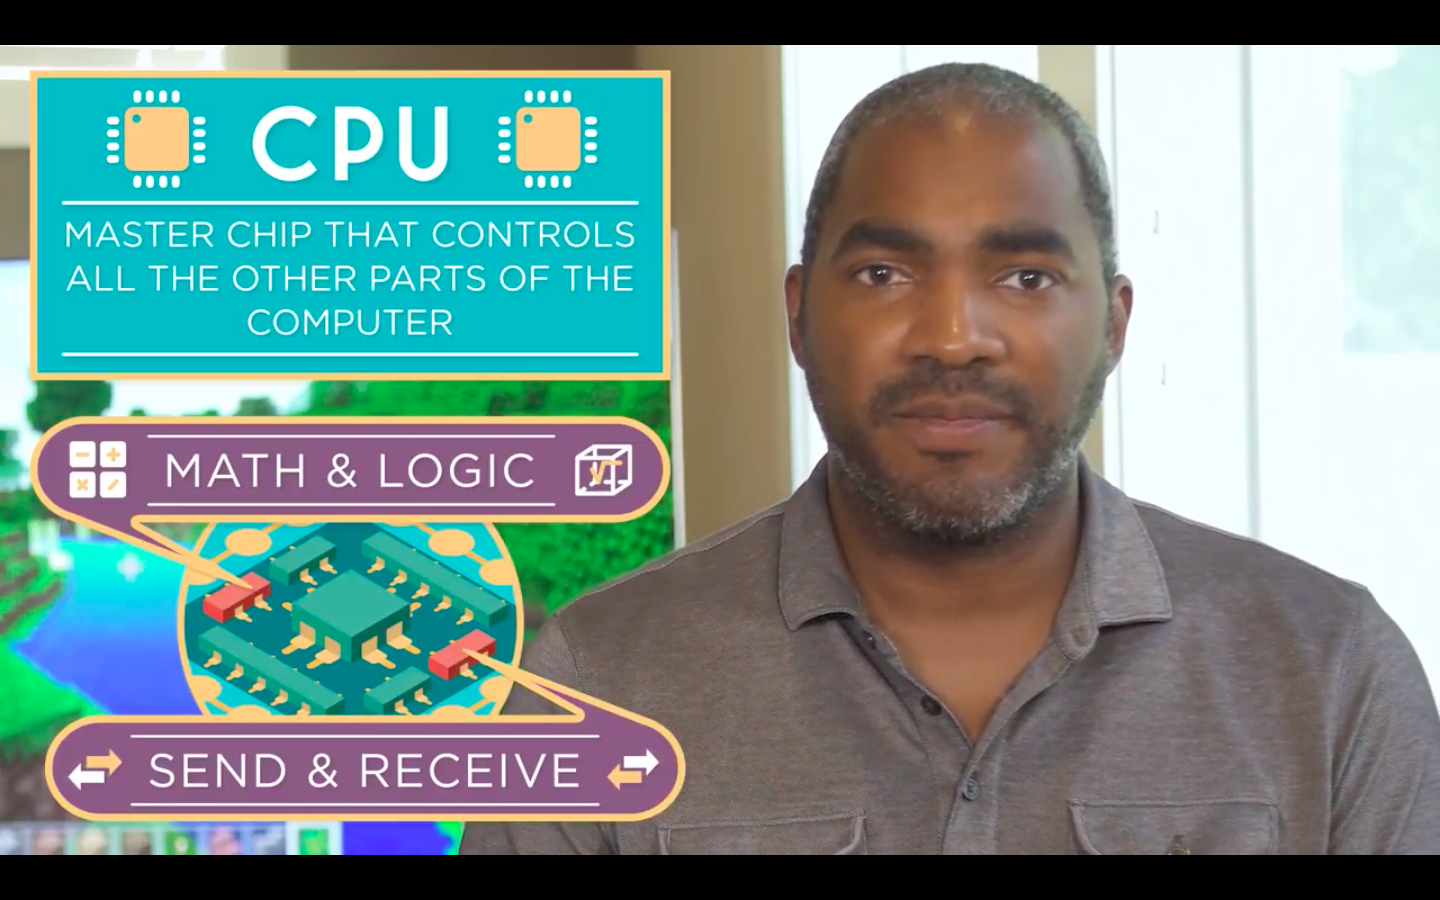 CPU
MASTER CHIP THAT CONTROLS
ALL THE OTHER PARTS OF THE
COMPUTER
MATH & LOGIC
SEND & RECEIVE